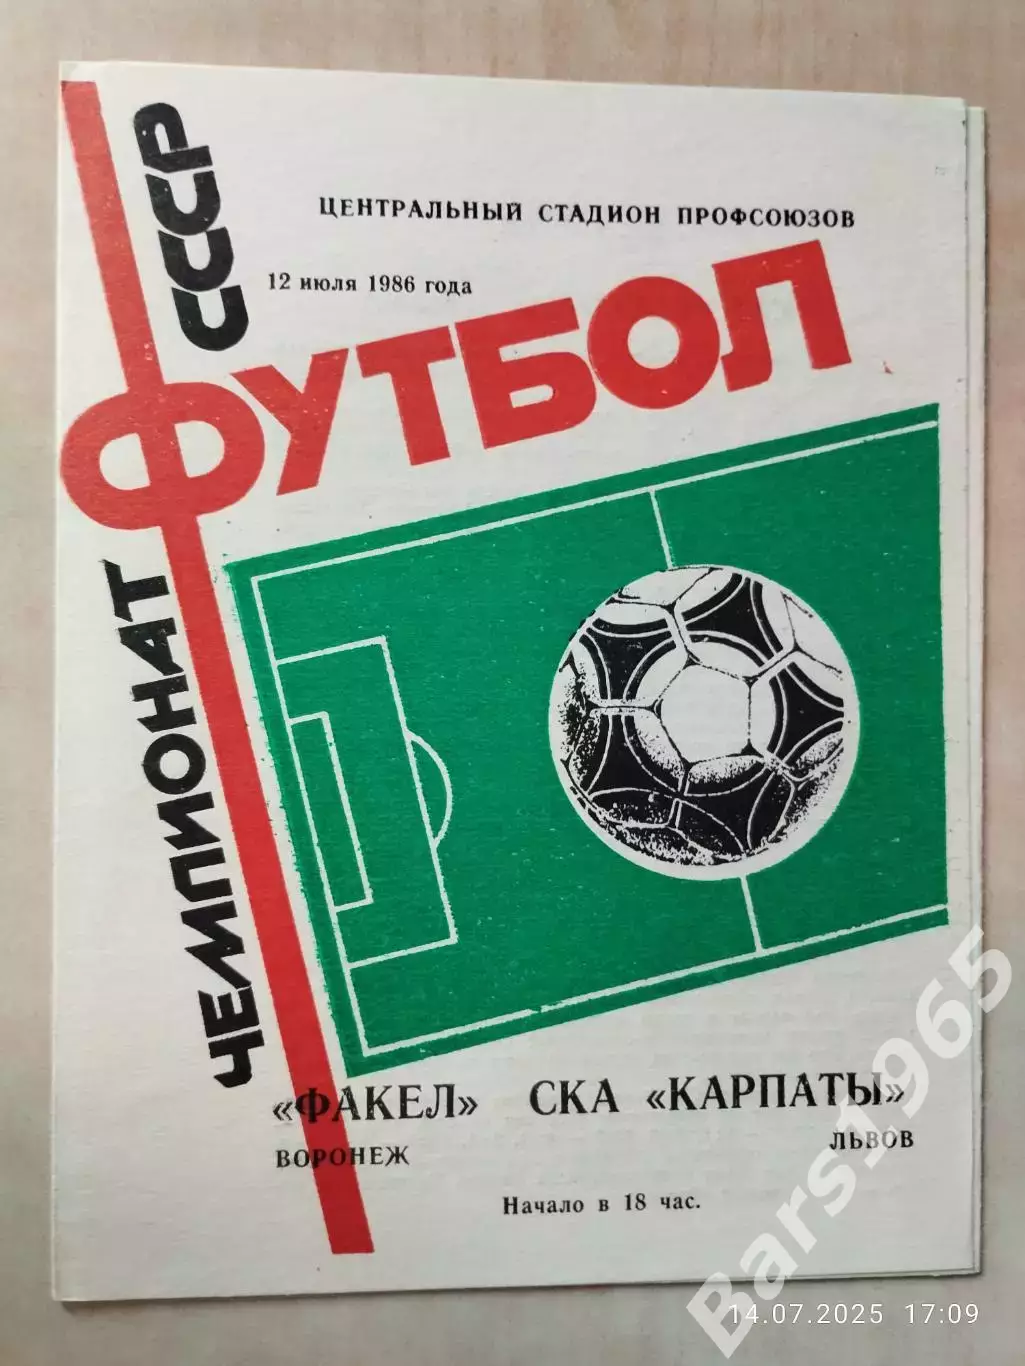 ЧЕМПИОНАТ СССР
ЦЕНТРАЛЬНЫЙ СТАДИОН ПРОФСОЮЗОВ
12 июля 1986 года
ФУТБОЛ
«ФАКЕЛ» СКА «КАРПАТЫ»
ВОРОНЕЖ ЛЬВОВ
Начало в 18 час.
Bars1965
14.07.2025 17:09